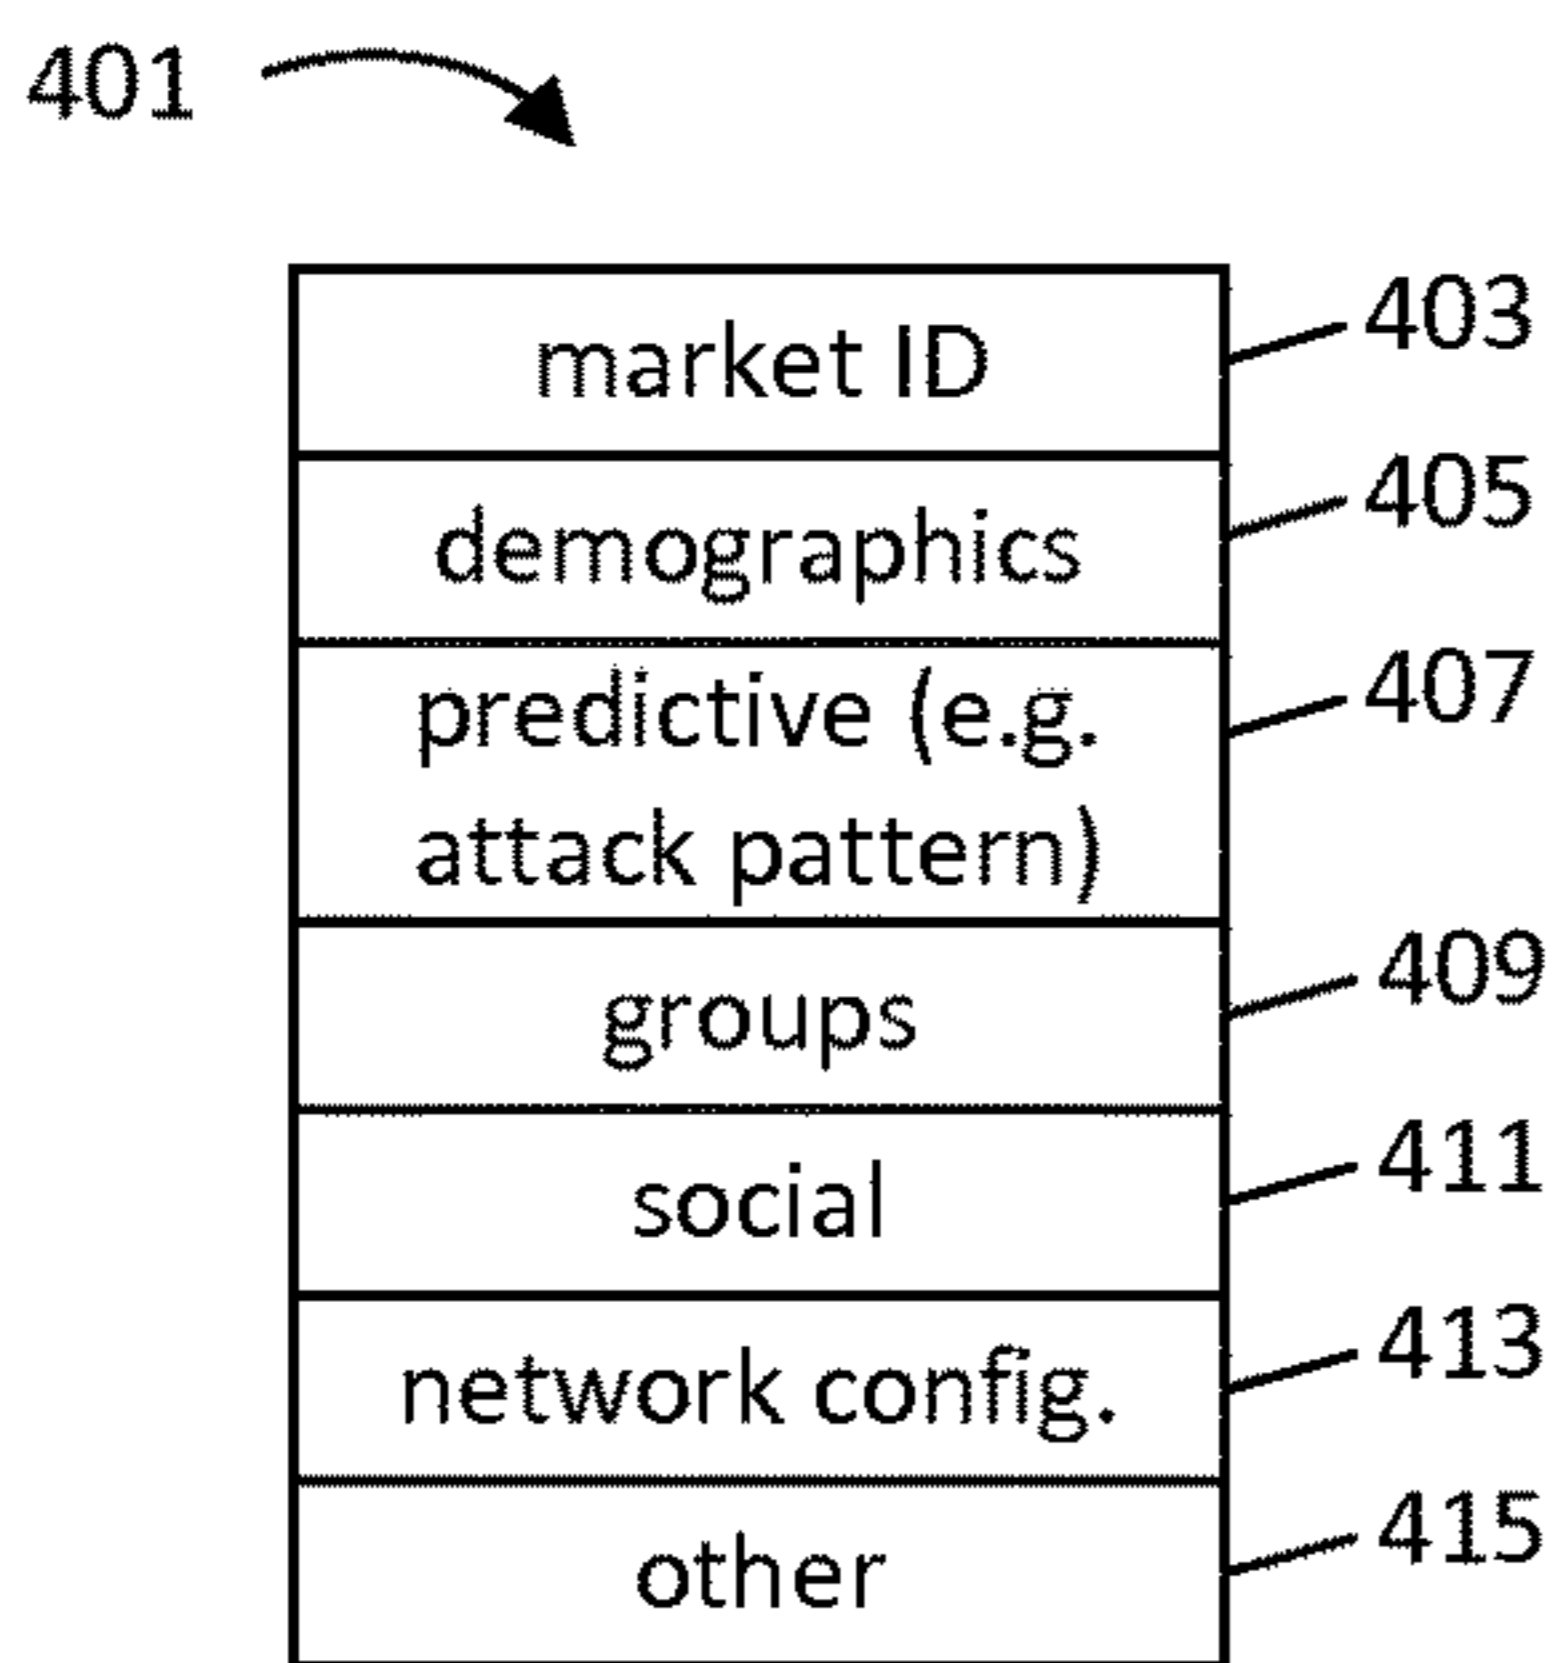 401
market ID
403
demographics
405
predictive (e.g.
attack pattern)
407
groups
409
social
411
network config.
413
other
415